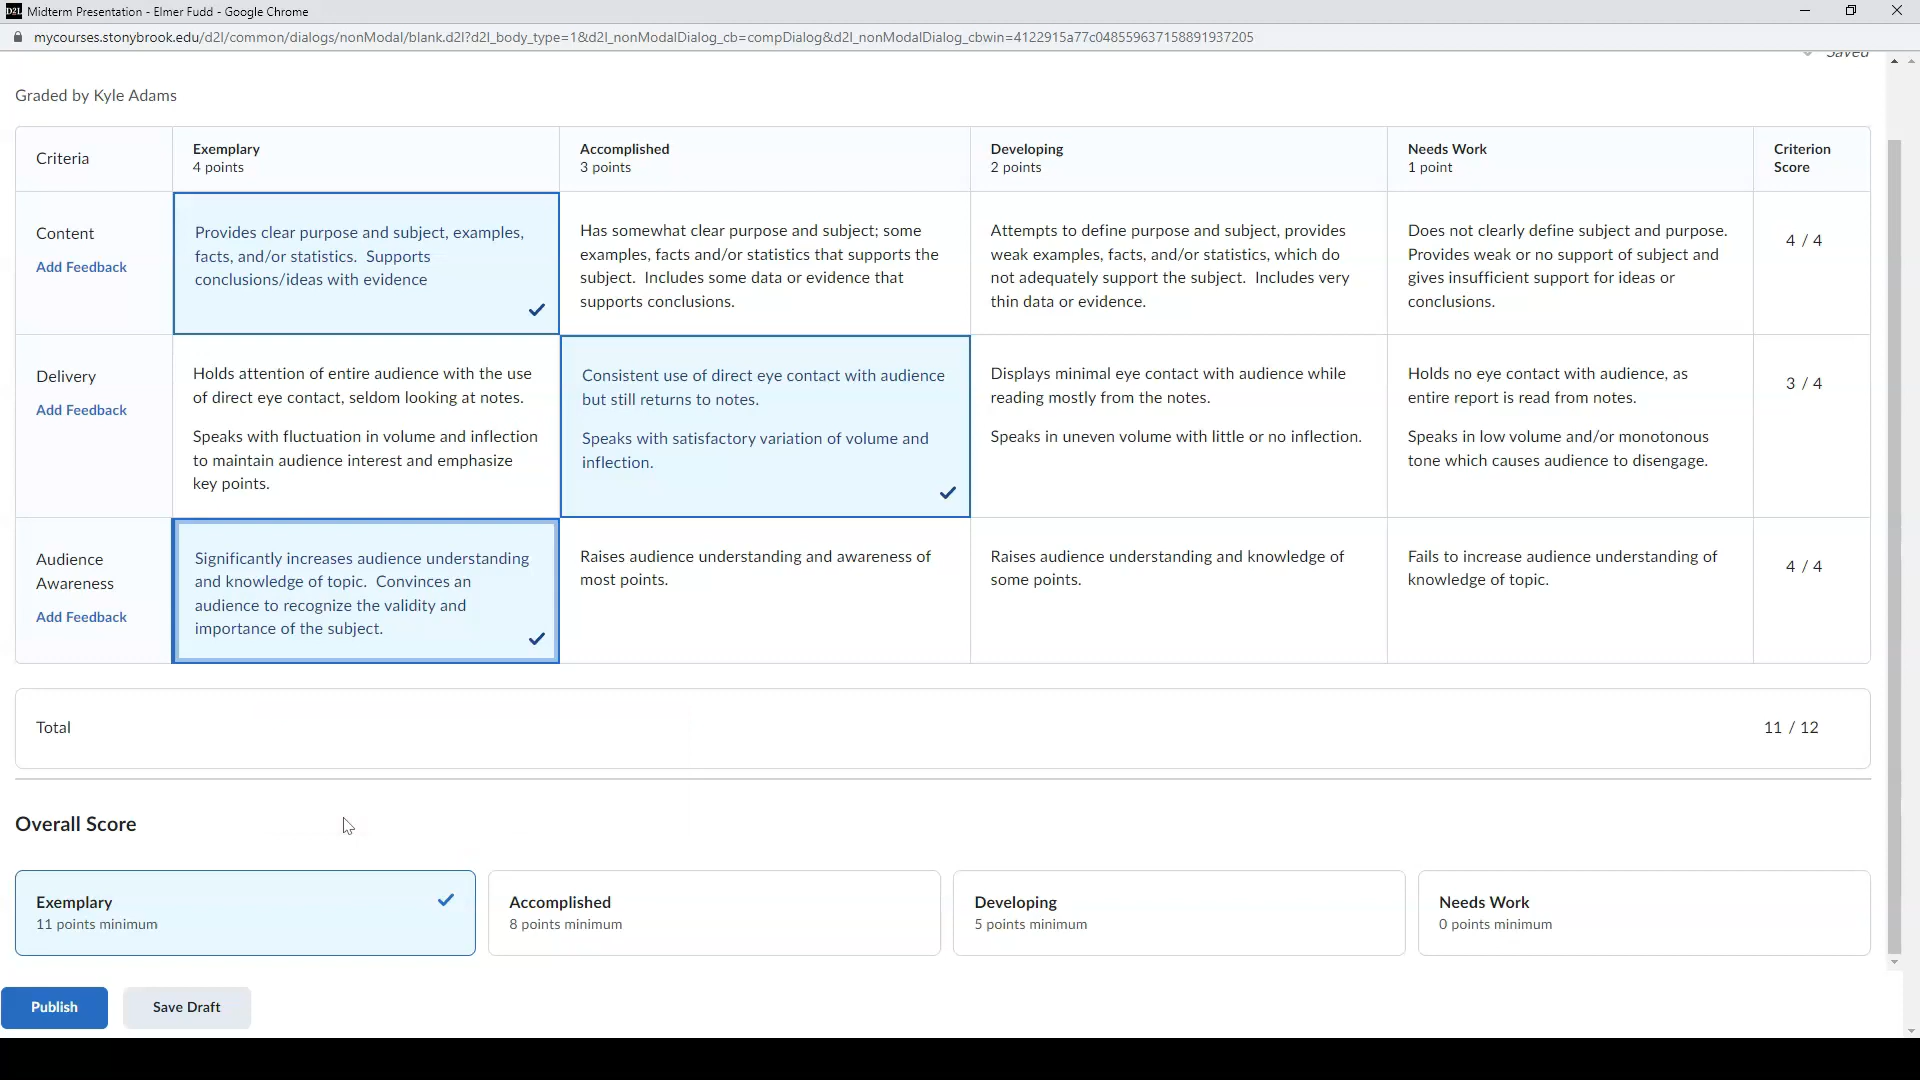 D2L Midterm Presentation - Elmer Fudd - Google Chrome
mycourses.stonybrook.edu/d2l/common/dialogs/nonModal/blank.d2l?d2l_body_type=1&d2l_nonModalDialog_cb=compDialog&d2l_nonModalDialog_cbwin=4122915a77c048559637158891937205
Saved
Graded by Kyle Adams
Criteria
Exemplary
4 points
Accomplished
3 points
Developing
2 points
Needs Work
1 point
Criterion
Score
Content
Add Feedback
Provides clear purpose and subject, examples,
facts, and/or statistics. Supports
conclusions/ideas with evidence
Has somewhat clear purpose and subject; some
examples, facts and/or statistics that supports the
subject. Includes some data or evidence that
supports conclusions.
Attempts to define purpose and subject, provides
weak examples, facts, and/or statistics, which do
not adequately support the subject. Includes very
thin data or evidence.
Does not clearly define subject and purpose.
Provides weak or no support of subject and
gives insufficient support for ideas or
conclusions.
4 / 4
Delivery
Add Feedback
Holds attention of entire audience with the use
of direct eye contact, seldom looking at notes.
Speaks with fluctuation in volume and inflection
to maintain audience interest and emphasize
key points.
Consistent use of direct eye contact with audience
but still returns to notes.
Speaks with satisfactory variation of volume and
inflection.
Displays minimal eye contact with audience while
reading mostly from the notes.
Speaks in uneven volume with little or no inflection.
Holds no eye contact with audience, as
entire report is read from notes.
Speaks in low volume and/or monotonous
tone which causes audience to disengage.
3 / 4
Audience
Awareness
Add Feedback
Significantly increases audience understanding
and knowledge of topic. Convinces an
audience to recognize the validity and
importance of the subject.
Raises audience understanding and awareness of
most points.
Raises audience understanding and knowledge of
some points.
Fails to increase audience understanding of
knowledge of topic.
4 / 4
Total
11 / 12
Overall Score
Exemplary
11 points minimum
Accomplished
8 points minimum
Developing
5 points minimum
Needs Work
0 points minimum
Publish
Save Draft